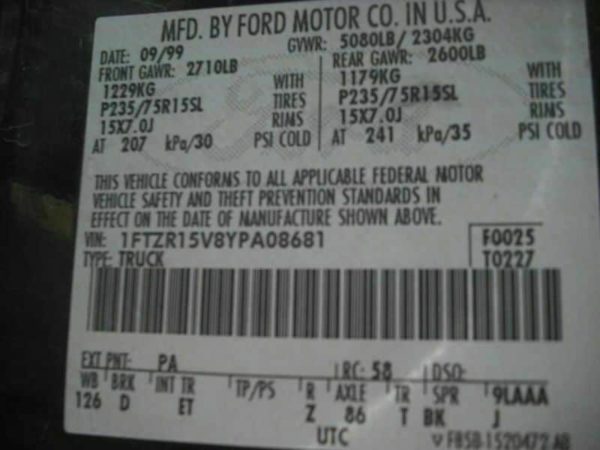 MFD. BY FORD MOTOR CO. IN U.S.A.
DATE: 09/99 GVWR: 5080LB/ 2304KG
FRONT GAWR: 2710LB REAR GAWR: 2600LB
1229KG WITH 1179KG WITH
P235/75R15SL TIRES P235/75R15SL TIRES
15X7.0J RIMS 15X7.0J RIMS
AT 207 kPa/30 PSI COLD AT 241 kPa/35 PSI COLD
THIS VEHICLE CONFORMS TO ALL APPLICABLE FEDERAL MOTOR
VEHICLE SAFETY AND THEFT PREVENTION STANDARDS IN
EFFECT ON THE DATE OF MANUFACTURE SHOWN ABOVE.
VIN: 1FTZR15V8YPA08681 F0025
TYPE: TRUCK T0227
EXT PNT: PA RC: 58 DSO:
WB BRK INT TR TP/PS R AXLE TR SPR 9LAAA
126 D ET Z 86 T BK J
UTC